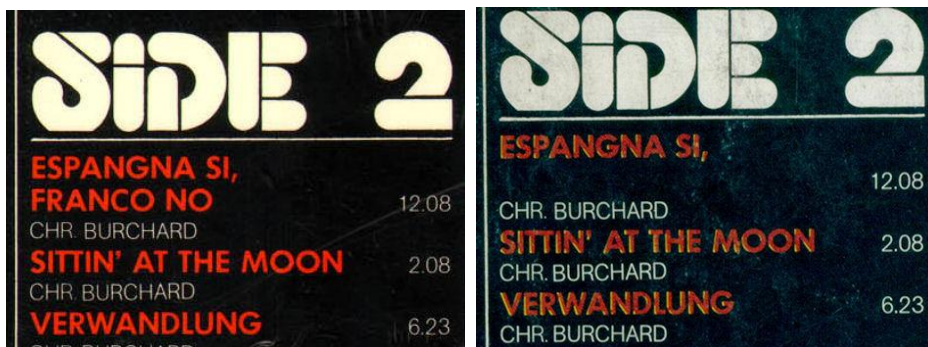 SiDE 2
ESPANGNA SI,
FRANCO NO 12.08
CHR. BURCHARD
SITTIN' AT THE MOON 2.08
CHR. BURCHARD
VERWANDLUNG 6.23
CHR. BURCHARD
SiDE 2
ESPANGNA SI,
12.08
CHR. BURCHARD
SITTIN' AT THE MOON 2.08
CHR. BURCHARD
VERWANDLUNG 6.23
CHR. BURCHARD